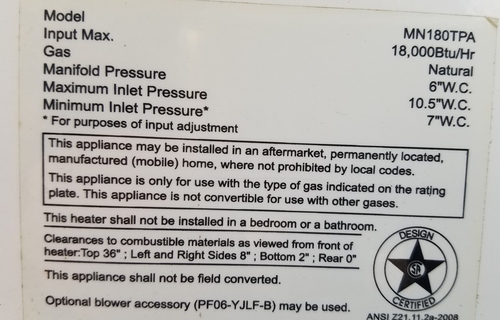 Model MN180TPA
Input Max. 18,000Btu/Hr
Gas Natural
Manifold Pressure 6"W.C.
Maximum Inlet Pressure 10.5"W.C.
Minimum Inlet Pressure* 7"W.C.
* For purposes of input adjustment
This appliance may be installed in an aftermarket, permanently located,
manufactured (mobile) home, where not prohibited by local codes.
This appliance is only for use with the type of gas indicated on the rating
plate. This appliance is not convertible for use with other gases.
This heater shall not be installed in a bedroom or a bathroom.
Clearances to combustible materials as viewed from front of
heater:Top 36" ; Left and Right Sides 8" ; Bottom 2" ; Rear 0"
This appliance shall not be field converted.
Optional blower accessory (PF06-YJLF-B) may be used.
DESIGN
CERTIFIED
ANSI Z21.11.2a-2008